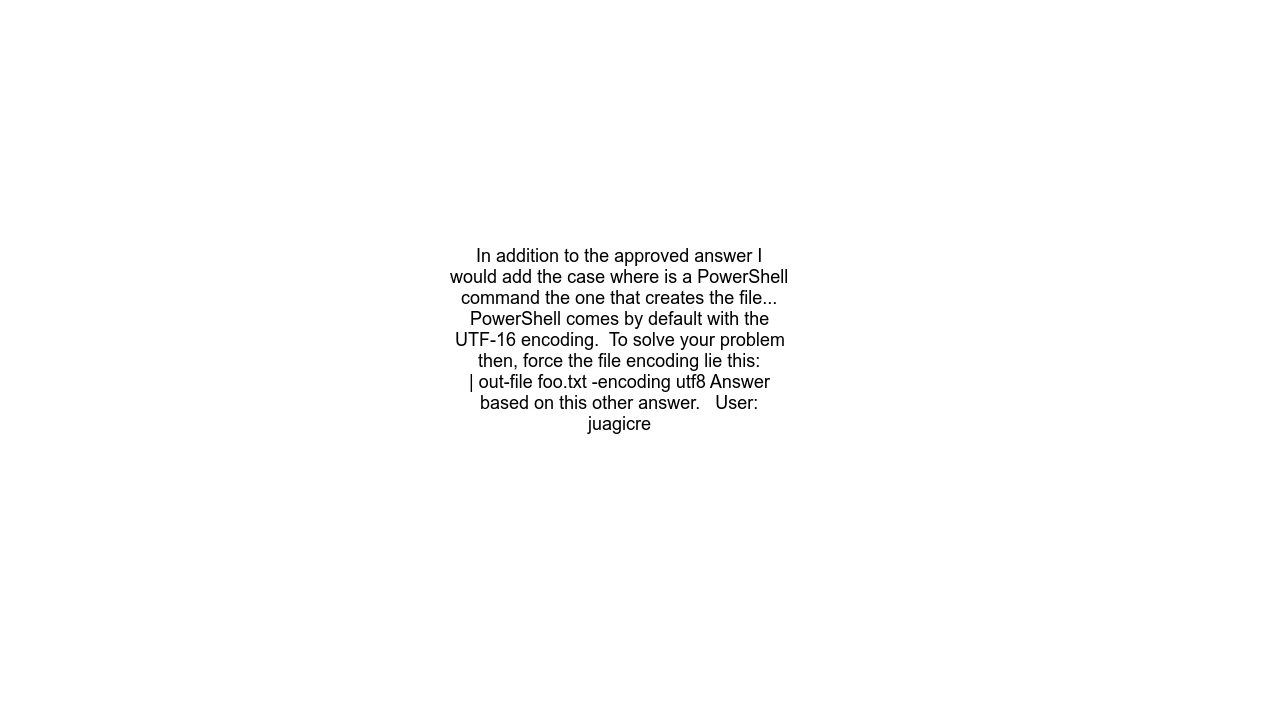 In addition to the approved answer I
would add the case where is a PowerShell
command the one that creates the file...
PowerShell comes by default with the
UTF-16 encoding.  To solve your problem
then, force the file encoding lie this:
| out-file foo.txt -encoding utf8 Answer
based on this other answer.   User:
juagicre